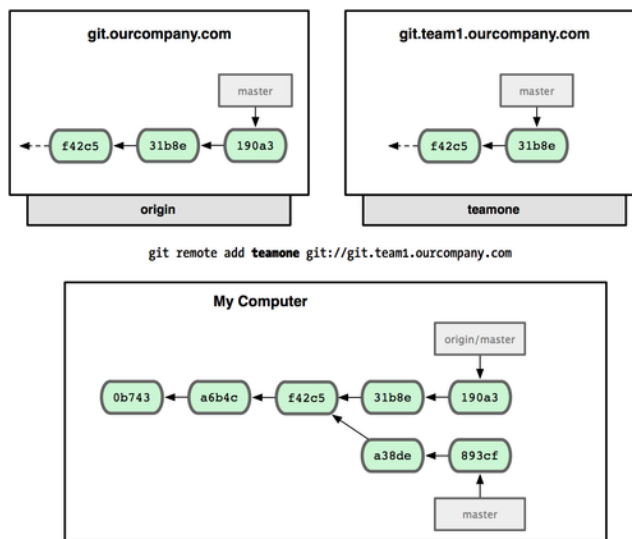 git.ourcompany.com
master
f42c5
31b8e
190a3
origin
git.team1.ourcompany.com
master
f42c5
31b8e
teamone
git remote add teamone git://git.team1.ourcompany.com
My Computer
origin/master
0b743
a6b4c
f42c5
31b8e
190a3
a38de
893cf
master